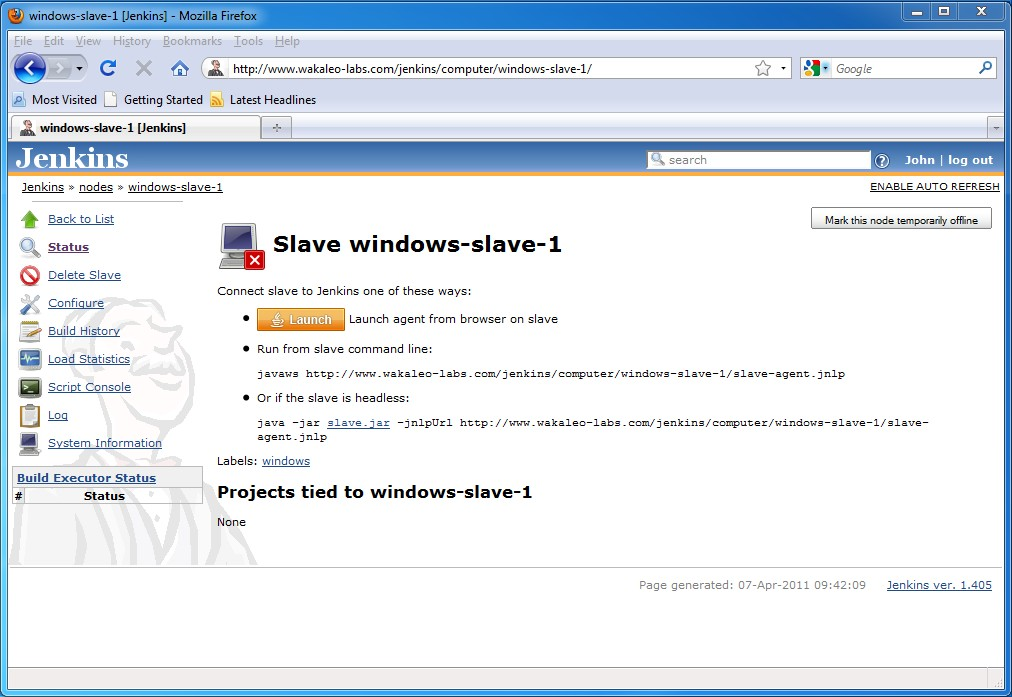 windows-slave-1 [Jenkins] - Mozilla Firefox
File Edit View History Bookmarks Tools Help
http://www.wakaleo-labs.com/jenkins/computer/windows-slave-1/
Google
Most Visited Getting Started Latest Headlines
windows-slave-1 [Jenkins]
Jenkins
search
John | log out
Jenkins » nodes » windows-slave-1
ENABLE AUTO REFRESH
Back to List
Status
Delete Slave
Configure
Build History
Load Statistics
Script Console
Log
System Information
Build Executor Status
# Status
Mark this node temporarily offline
Slave windows-slave-1
Connect slave to Jenkins one of these ways:
• Launch Launch agent from browser on slave
• Run from slave command line:
javaws http://www.wakaleo-labs.com/jenkins/computer/windows-slave-1/slave-agent.jnlp
• Or if the slave is headless:
java -jar slave.jar -jnlpUrl http://www.wakaleo-labs.com/jenkins/computer/windows-slave-1/slave-
agent.jnlp
Labels: windows
Projects tied to windows-slave-1
None
Page generated: 07-Apr-2011 09:42:09 Jenkins ver. 1.405